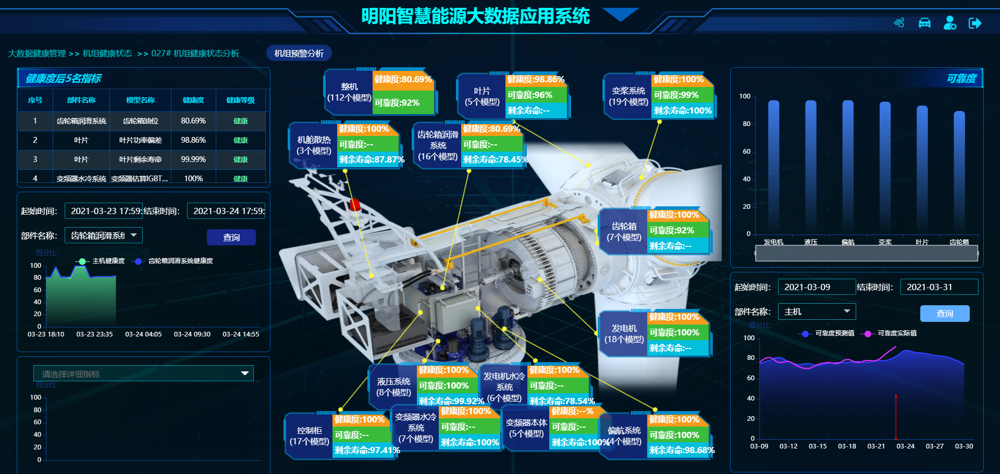 明阳智慧能源大数据应用系统
大数据健康管理 >> 机组健康状态 >> 027# 机组健康状态分析
机组预警分析
健康度后5名指标
序号 部件名称 模型名称 健康度 健康等级
1 齿轮箱润滑系统 齿轮箱油位 80.69% 健康
2 叶片 叶片功率偏差 98.86% 健康
3 叶片 叶片剩余寿命 99.99% 健康
4 变频器水冷系统 变频器估算IGBT... 100% 健康
起始时间: 2021-03-23 17:59: 结束时间: 2021-03-24 17:59:
部件名称: 齿轮箱润滑系统 查询
百分比
主机健康度 齿轮箱润滑系统健康度
100
80
60
40
20
0
03-23 18:10 03-23 23:35 03-24 04:05 03-24 09:30 03-24 14:55
请选择详细指标
百分比
100
80
60
40
20
0
整机
(112个模型)
健康度:80.69%
可靠度:92%
叶片
(5个模型)
健康度:98.86%
可靠度:96%
剩余寿命:--
变桨系统
(19个模型)
健康度:100%
可靠度:99%
剩余寿命:100%
机舱散热
(3个模型)
健康度:100%
可靠度:--
剩余寿命:87.87%
齿轮箱润滑
系统
(16个模型)
健康度:80.69%
可靠度:--
剩余寿命:78.45%
齿轮箱
(7个模型)
健康度:100%
可靠度:92%
剩余寿命:--
发电机
(18个模型)
健康度:100%
可靠度:100%
剩余寿命:--
液压系统
(8个模型)
健康度:100%
可靠度:100%
剩余寿命:99.92%
发电机水冷
系统
(6个模型)
健康度:100%
可靠度:--
剩余寿命:78.54%
控制柜
(17个模型)
健康度:100%
可靠度:--
剩余寿命:97.41%
变频器水冷
系统
(7个模型)
健康度:100%
可靠度:--
剩余寿命:100%
变频器本体
(5个模型)
健康度:--%
可靠度:--
剩余寿命:100%
偏航系统
(4个模型)
健康度:100%
可靠度:100%
剩余寿命:98.68%
可靠度
100
80
60
40
20
0
发电机 液压 偏航 变桨 叶片 齿轮箱
起始时间: 2021-03-09 结束时间: 2021-03-31
部件名称: 主机 查询
百分比
可靠度预测值 可靠度实际值
100
80
60
40
20
0
03-09 03-12 03-15 03-18 03-21 03-24 03-27 03-30